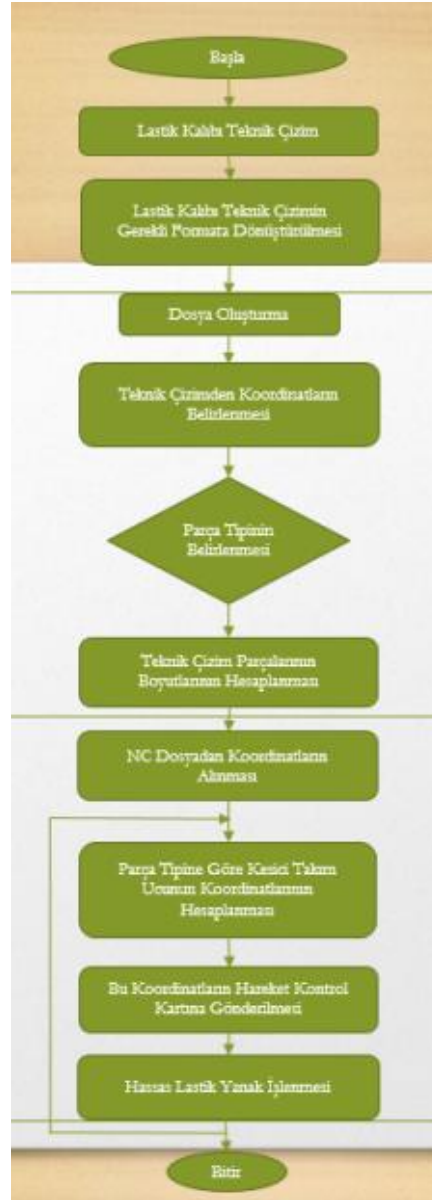 Başla
Lastik Kalıbı Teknik Çizim
Lastik Kalıbı Teknik Çizimin
Gerekli Formata Dönüştürülmesi
Dosya Oluşturma
Teknik Çizimden Koordinatların
Belirlenmesi
Parça Tipinin
Belirlenmesi
Teknik Çizim Parçalarının
Boyutlarının Hesaplanması
NC Dosyadan Koordinatların
Alınması
Parça Tipine Göre Kesici Takım
Ucunun Koordinatlarının
Hesaplanması
Bu Koordinatların Hareket Kontrol
Kartına Gönderilmesi
Hassas Lastik Yanak İşlenmesi
Bitir